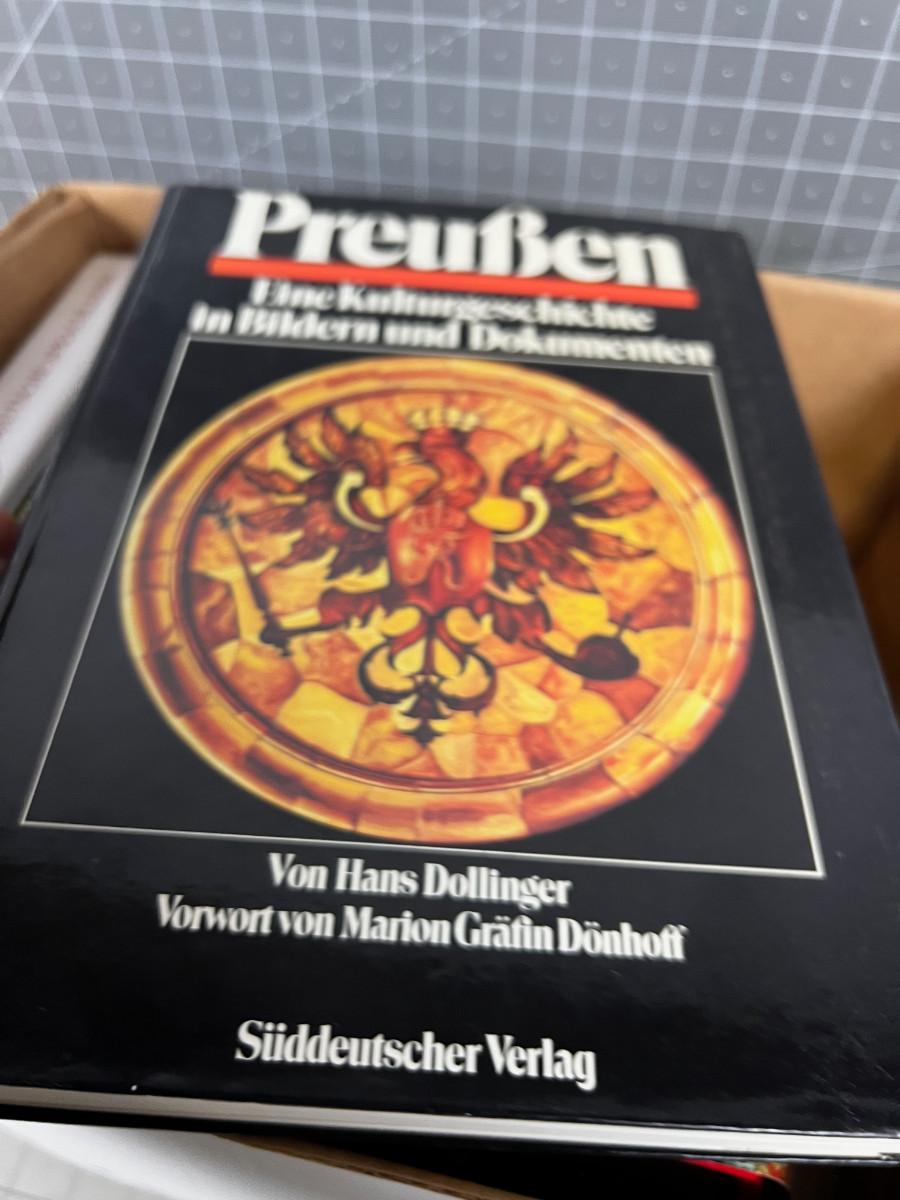 Preußen
Eine Kulturgeschichte
in Bildern und Dokumenten
Von Hans Dollinger
Vorwort von Marion Gräfin Dönhoff
Süddeutscher Verlag